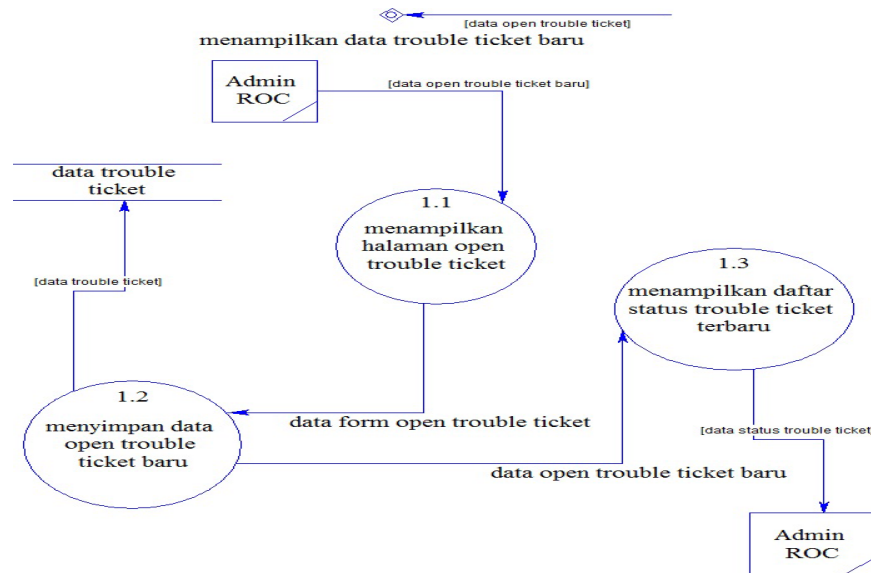 [data open trouble ticket]
menampilkan data trouble ticket baru
Admin
ROC
[data open trouble ticket baru]
data trouble
ticket
1.1
menampilkan
halaman open
trouble ticket
[data trouble ticket]
1.3
menampilkan daftar
status trouble ticket
terbaru
1.2
menyimpan data
open trouble
ticket baru
data form open trouble ticket
[data status trouble ticket]
data open trouble ticket baru
Admin
ROC